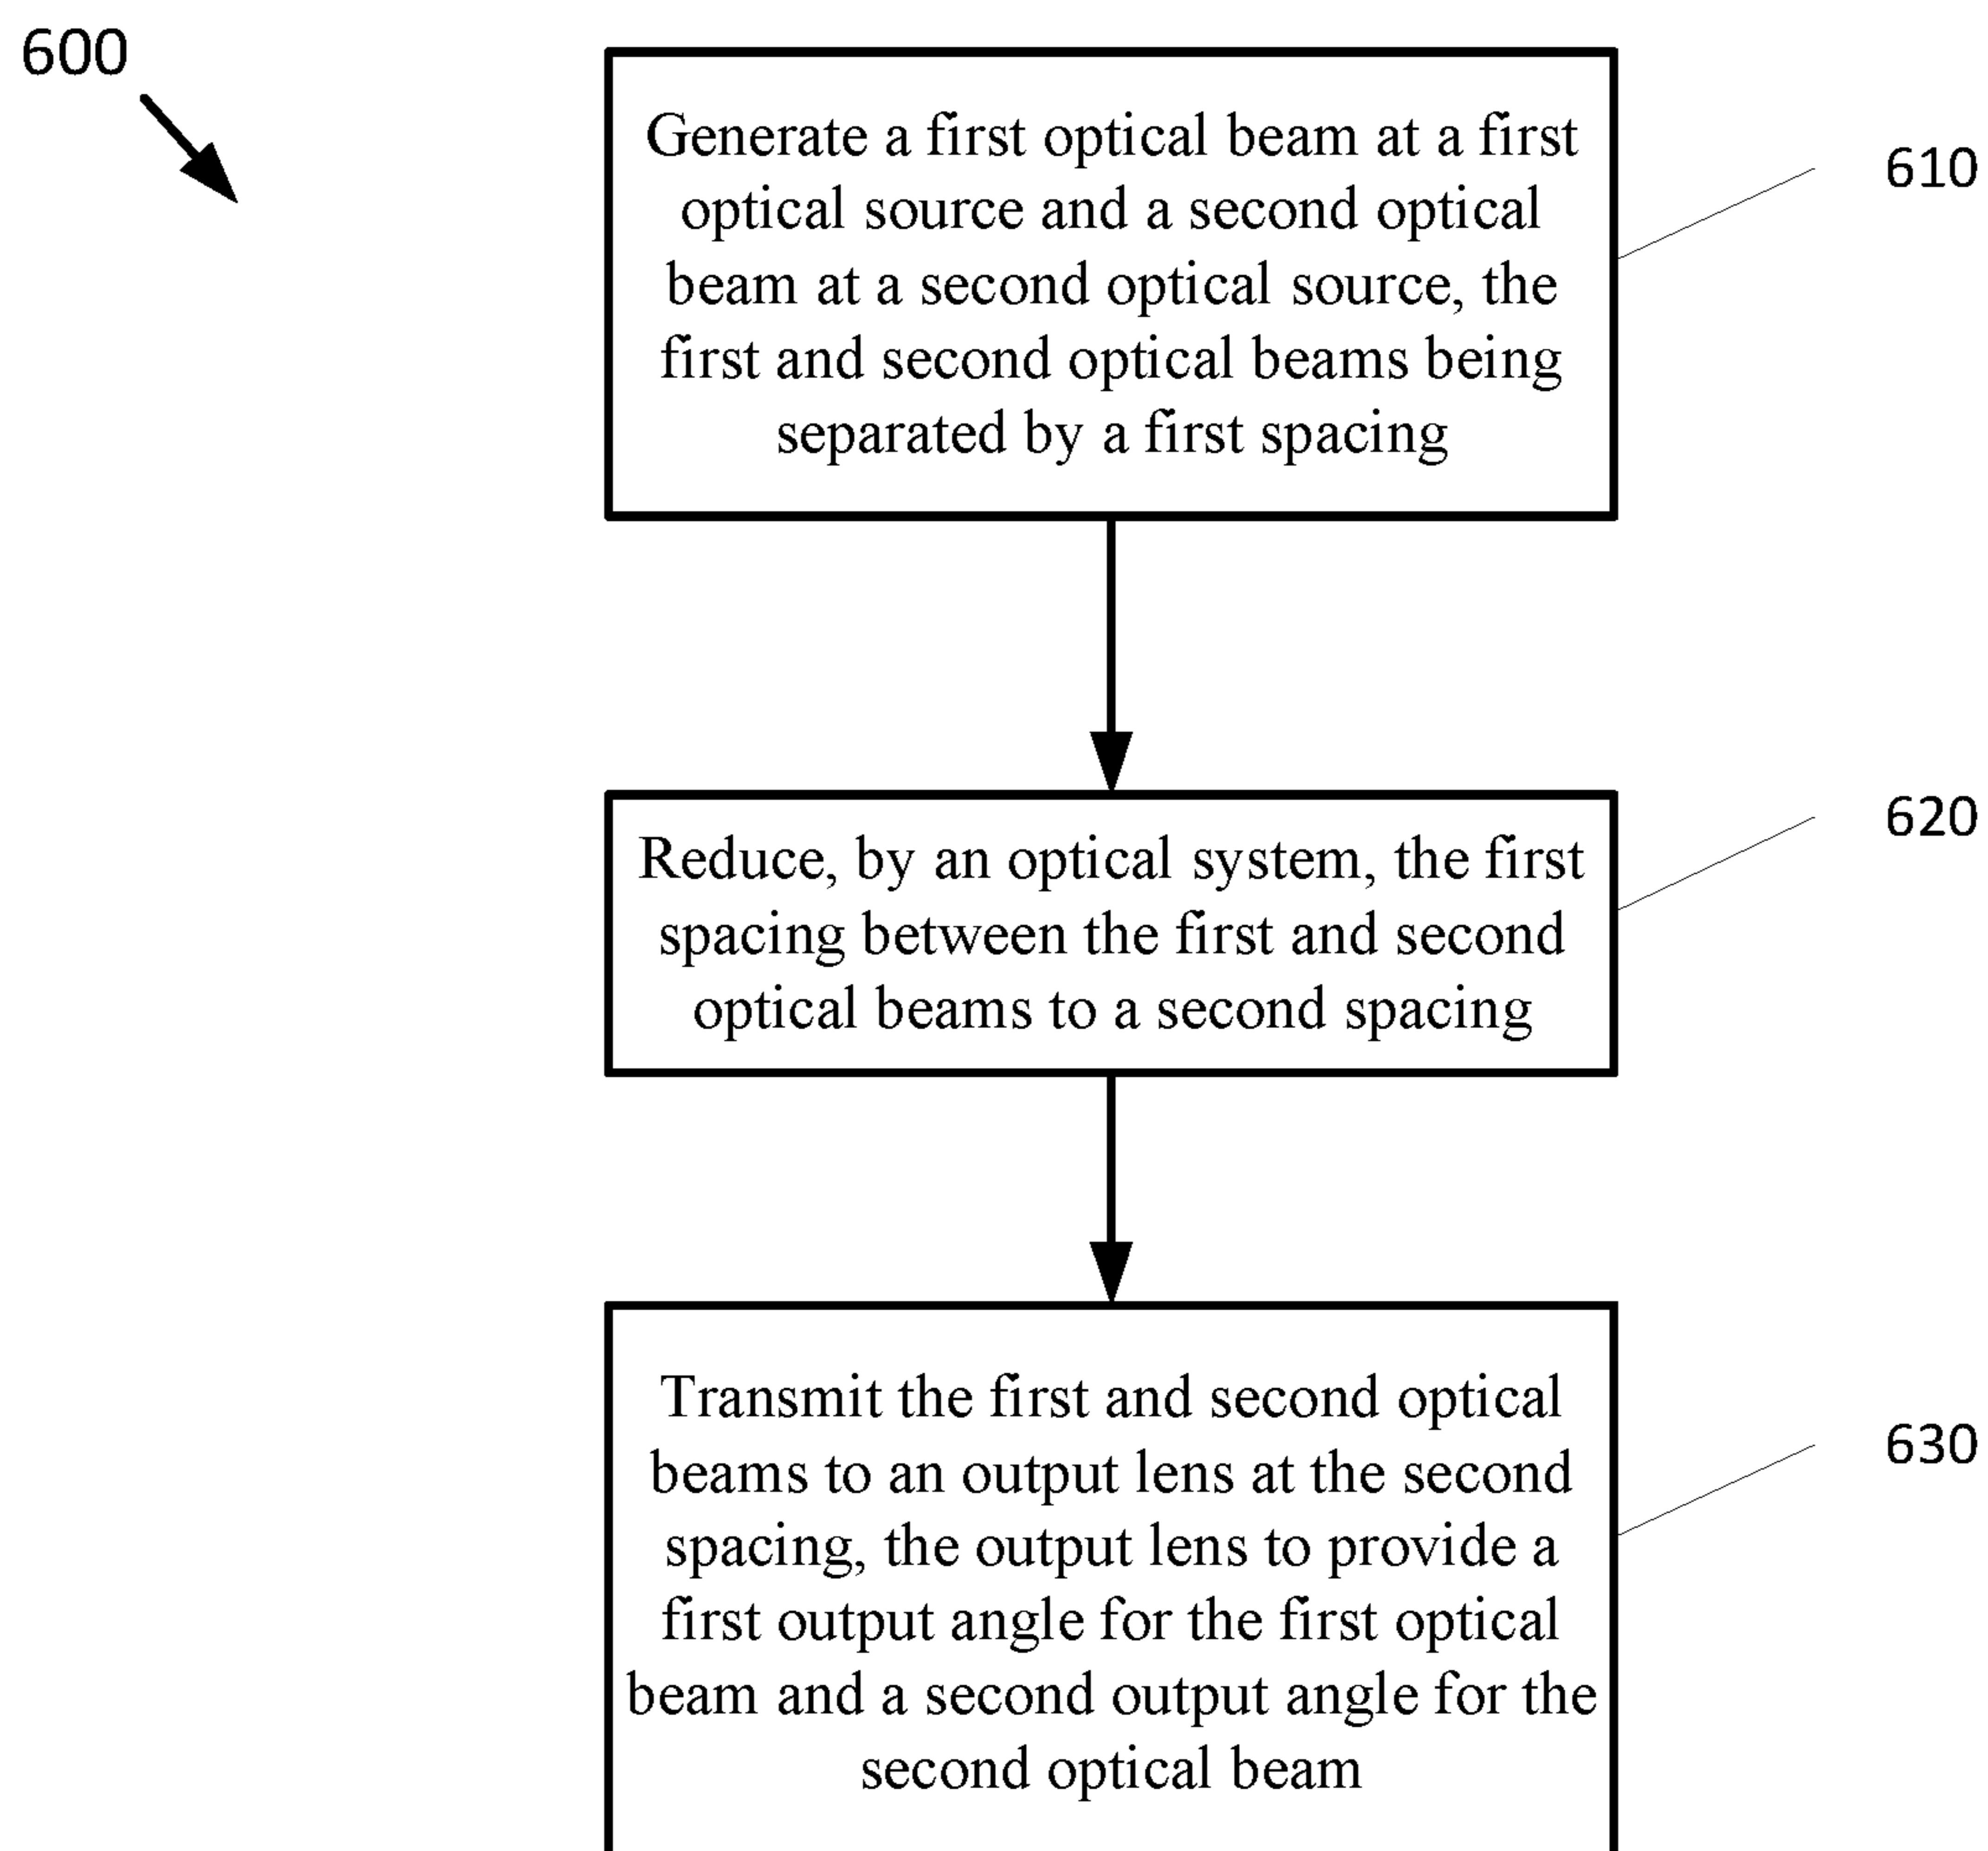 600
Generate a first optical beam at a first
optical source and a second optical
beam at a second optical source, the
first and second optical beams being
separated by a first spacing
610
Reduce, by an optical system, the first
spacing between the first and second
optical beams to a second spacing
620
Transmit the first and second optical
beams to an output lens at the second
spacing, the output lens to provide a
first output angle for the first optical
beam and a second output angle for the
second optical beam
630